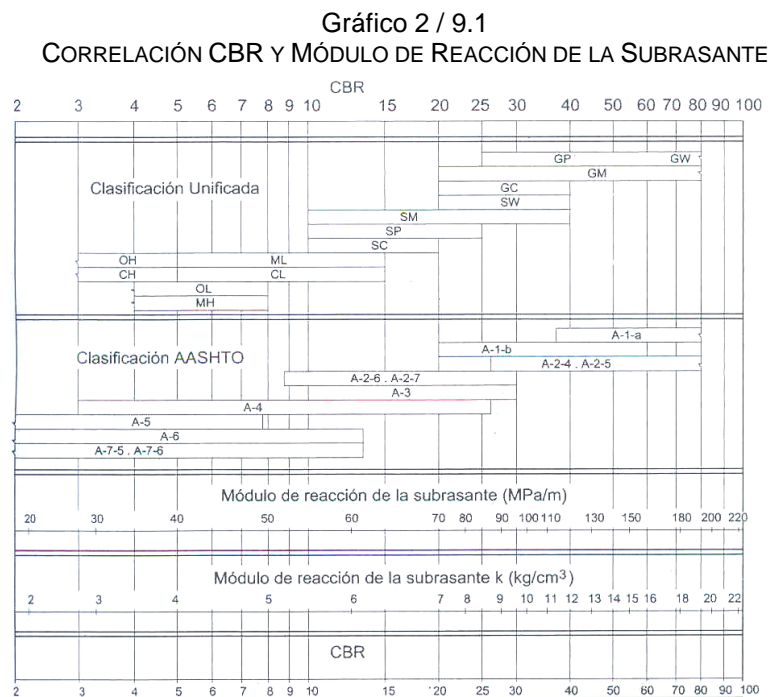 Gráfico 2 / 9.1
CORRELACIÓN CBR Y MÓDULO DE REACCIÓN DE LA SUBRASANTE
CBR
2 3 4 5 6 7 8 9 10 15 20 25 30 40 50 60 70 80 100
GP GW
Clasificación Unificada
GM
GC
SW
SM
SP
SC
OH ML
CH CL
OL
MH
A-1-a
Clasificación AASHTO
A-1-b
A-2-4 . A-2-5
A-2-6 . A-2-7
A-3
A-4
A-5
A-6
A-7-5 . A-7-6
Módulo de reacción de la subrasante (MPa/m)
20 30 40 50 60 70 80 90 100 110 130 150 180 200 220
Módulo de reacción de la subrasante k (kg/cm³)
2 3 4 5 6 7 8 9 10 11 12 13 14 15 16 18 20 22
CBR
2 3 4 5 6 7 8 9 10 15 20 25 30 40 50 60 70 80 100